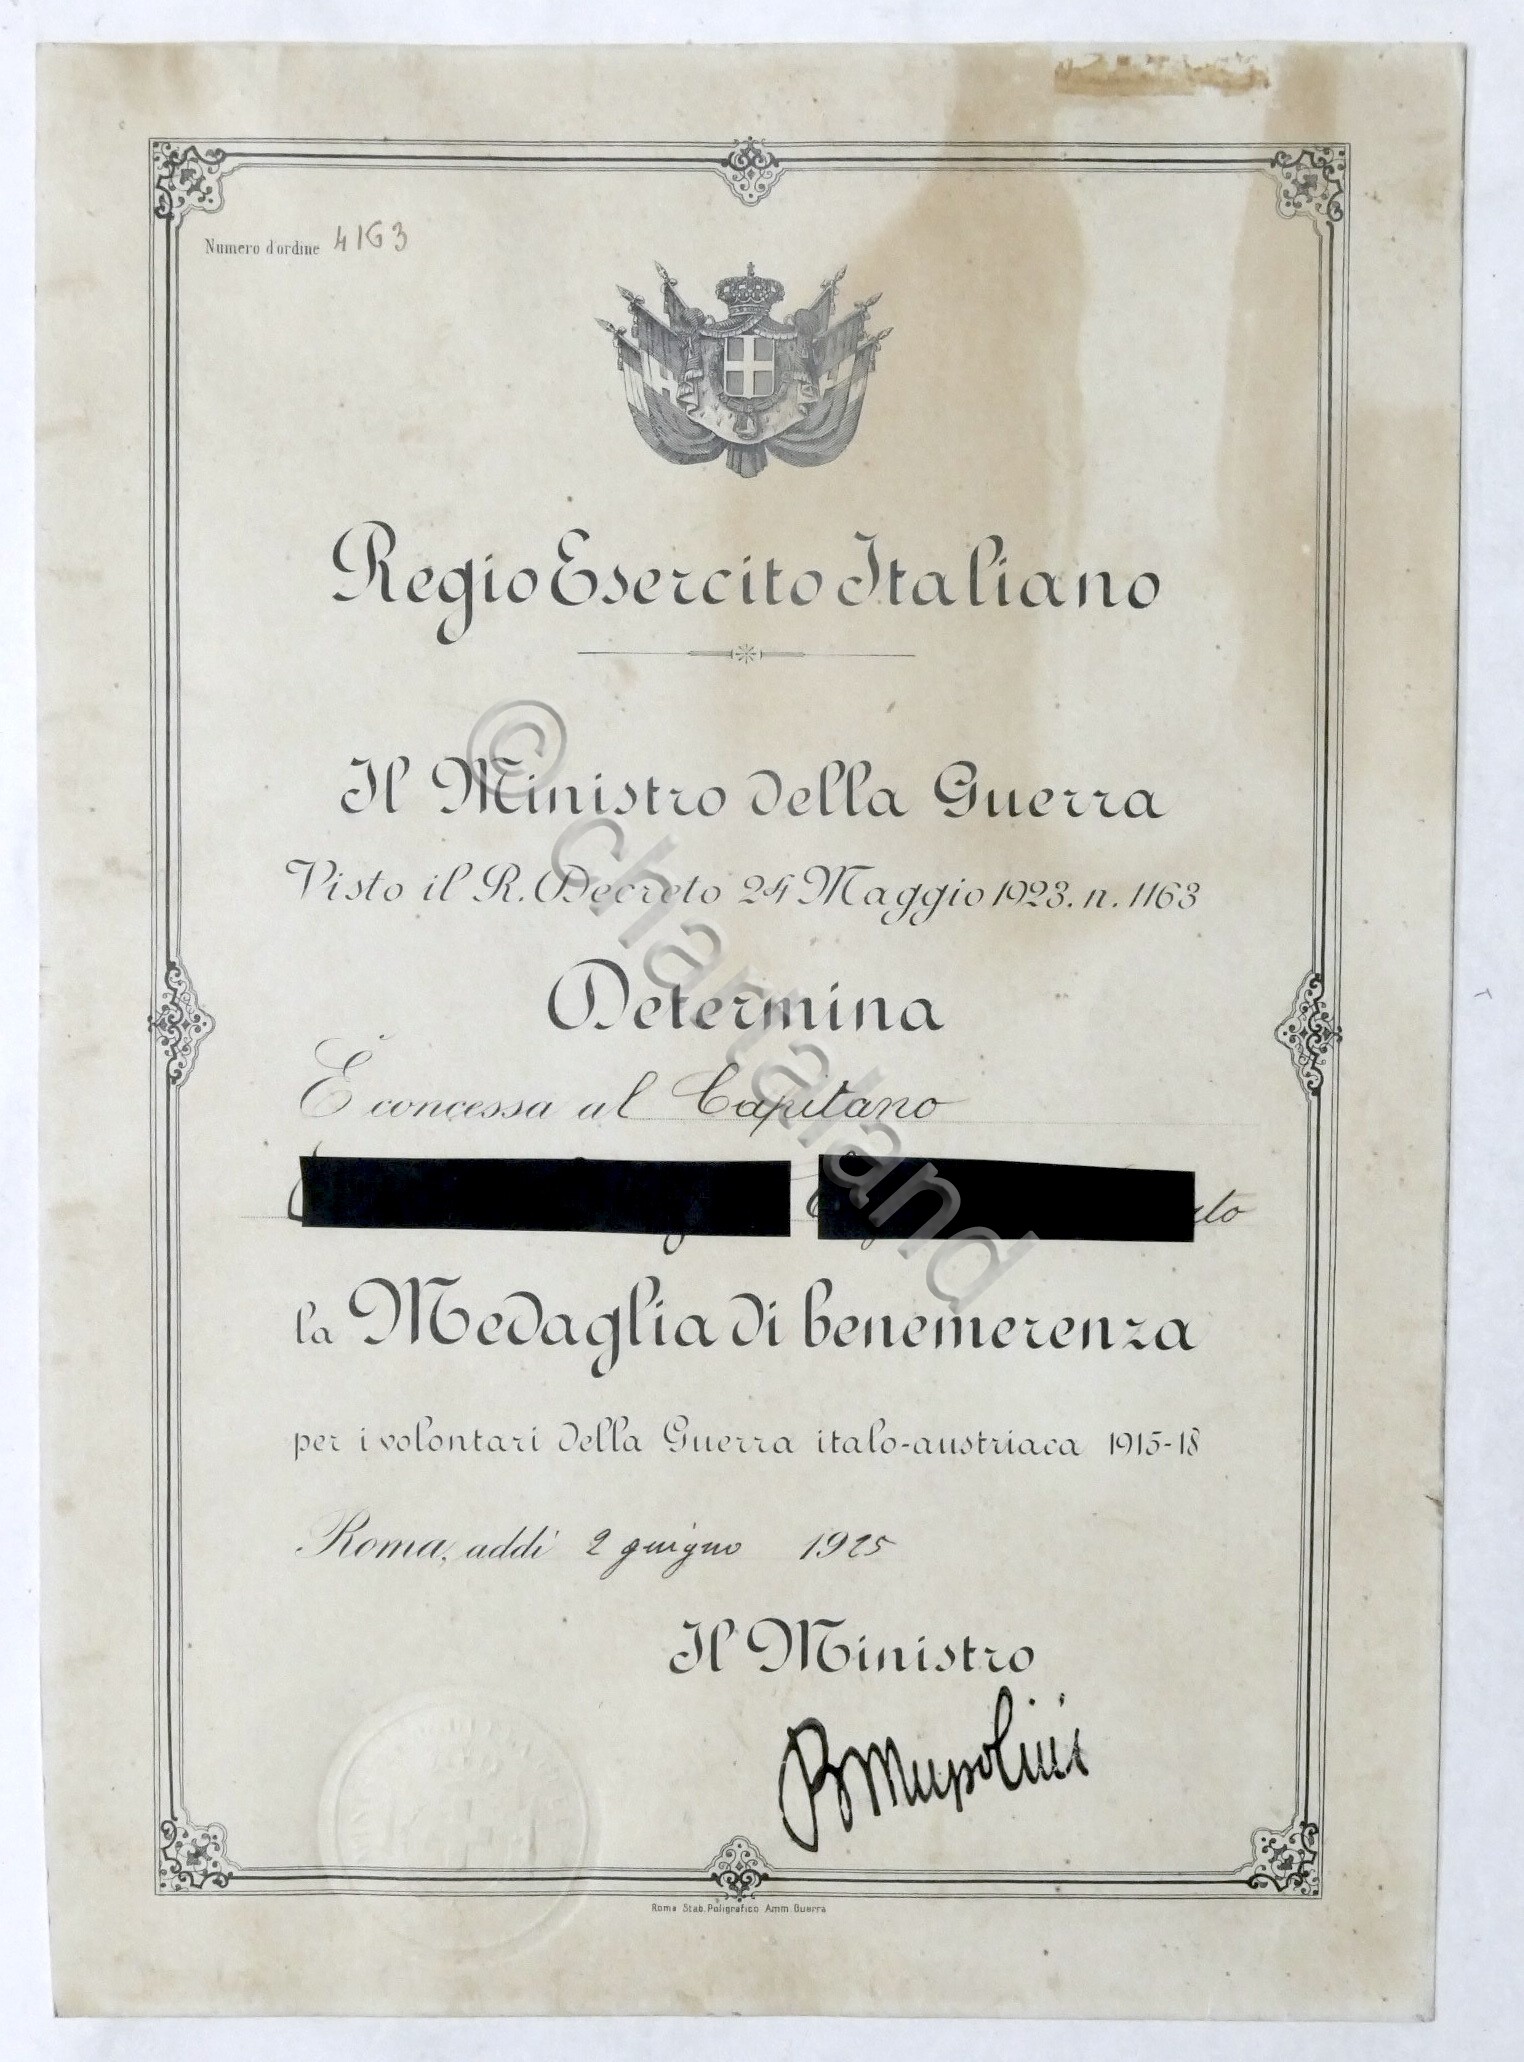 Numero d'ordine 4163
Regio Esercito Italiano
Il Ministro della Guerra
Visto il R. Decreto 24 Maggio 1923. n. 1163
Determina
È concessa al Capitano
la Medaglia di benemerenza
per i volontari della Guerra italo-austriaca 1915-18
Roma, addì 2 giugno 1925
Il Ministro
BMussolini
Roma Stab. Poligrafico Amm. Guerra
© chartaland